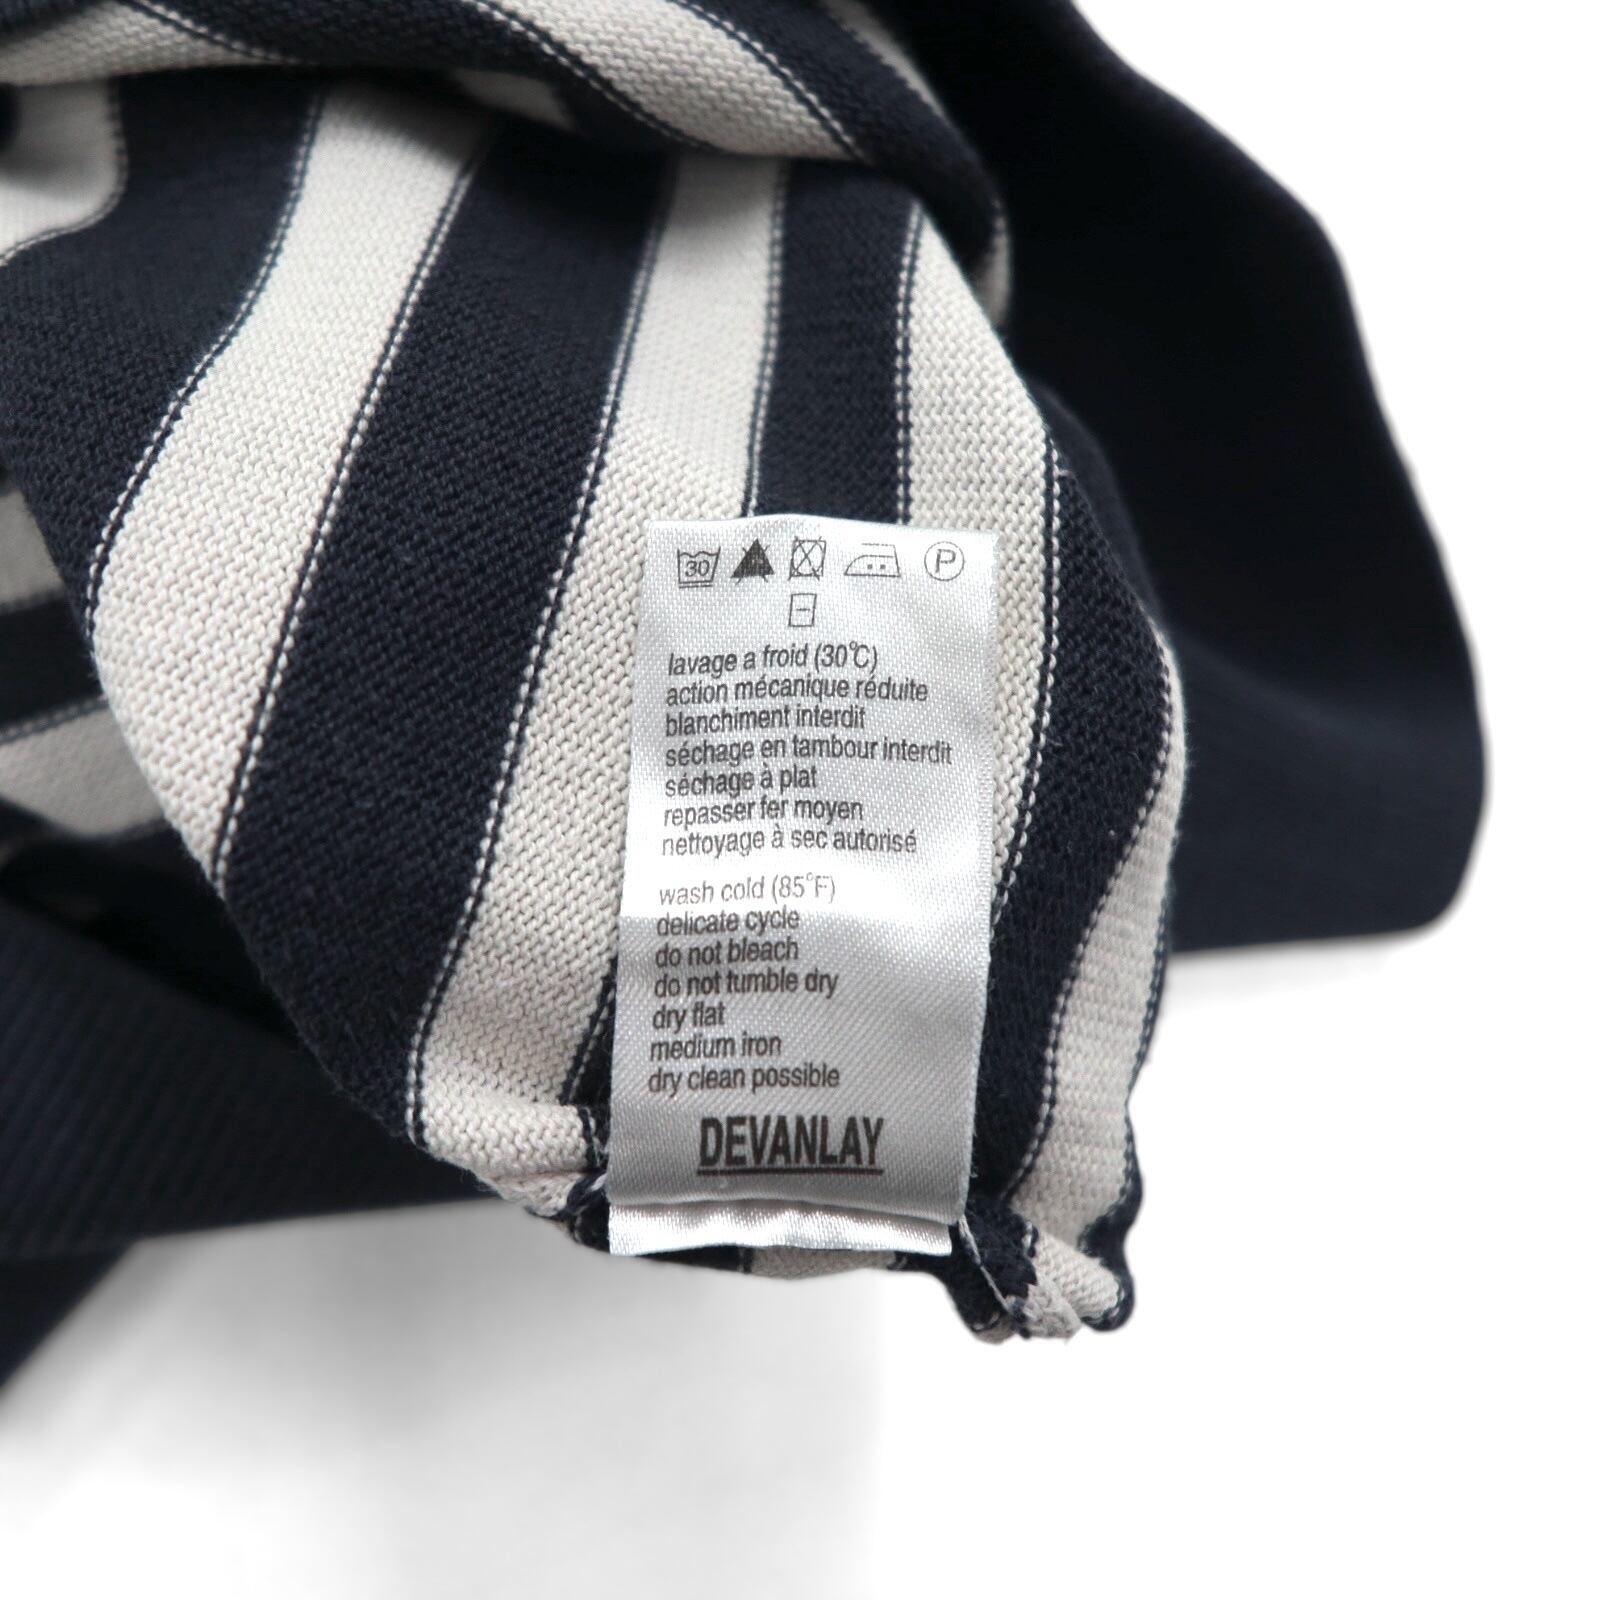 30 P
lavage a froid (30°C)
action mécanique réduite
blanchiment interdit
séchage en tambour interdit
séchage à plat
repasser fer moyen
nettoyage à sec autorisé
wash cold (85°F)
delicate cycle
do not bleach
do not tumble dry
dry flat
medium iron
dry clean possible
DEVANLAY